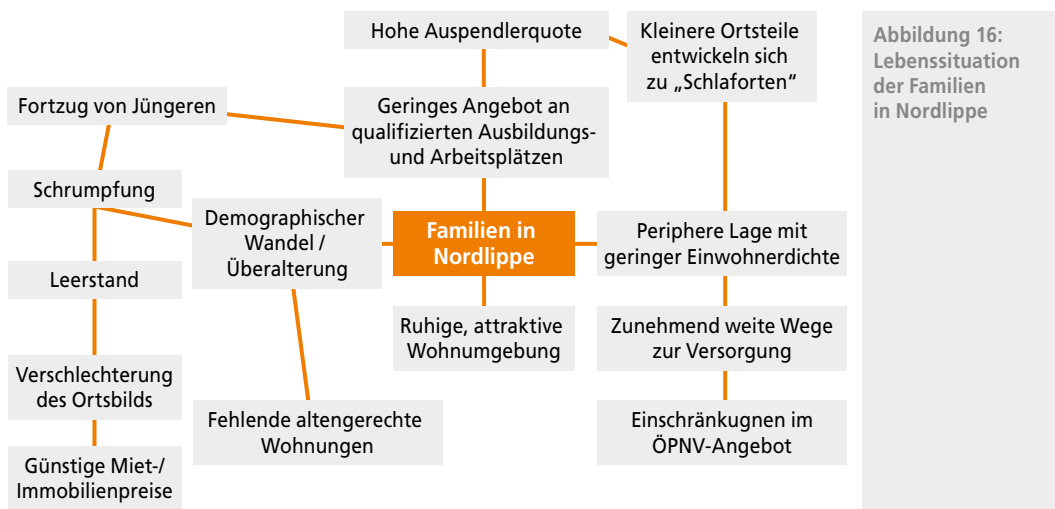 Hohe Auspendlerquote
Kleinere Ortsteile
entwickeln sich
zu „Schlaforten“
Abbildung 16:
Lebenssituation
der Familien
in Nordlippe
Fortzug von Jüngeren
Geringes Angebot an
qualifizierten Ausbildungs-
und Arbeitsplätzen
Schrumpfung
Demographischer
Wandel /
Überalterung
Familien in
Nordlippe
Periphere Lage mit
geringer Einwohnerdichte
Leerstand
Ruhige, attraktive
Wohnumgebung
Zunehmend weite Wege
zur Versorgung
Verschlechterung
des Ortsbilds
Fehlende altengerechte
Wohnungen
Einschränkugnen im
ÖPNV-Angebot
Günstige Miet-/
Immobilienpreise